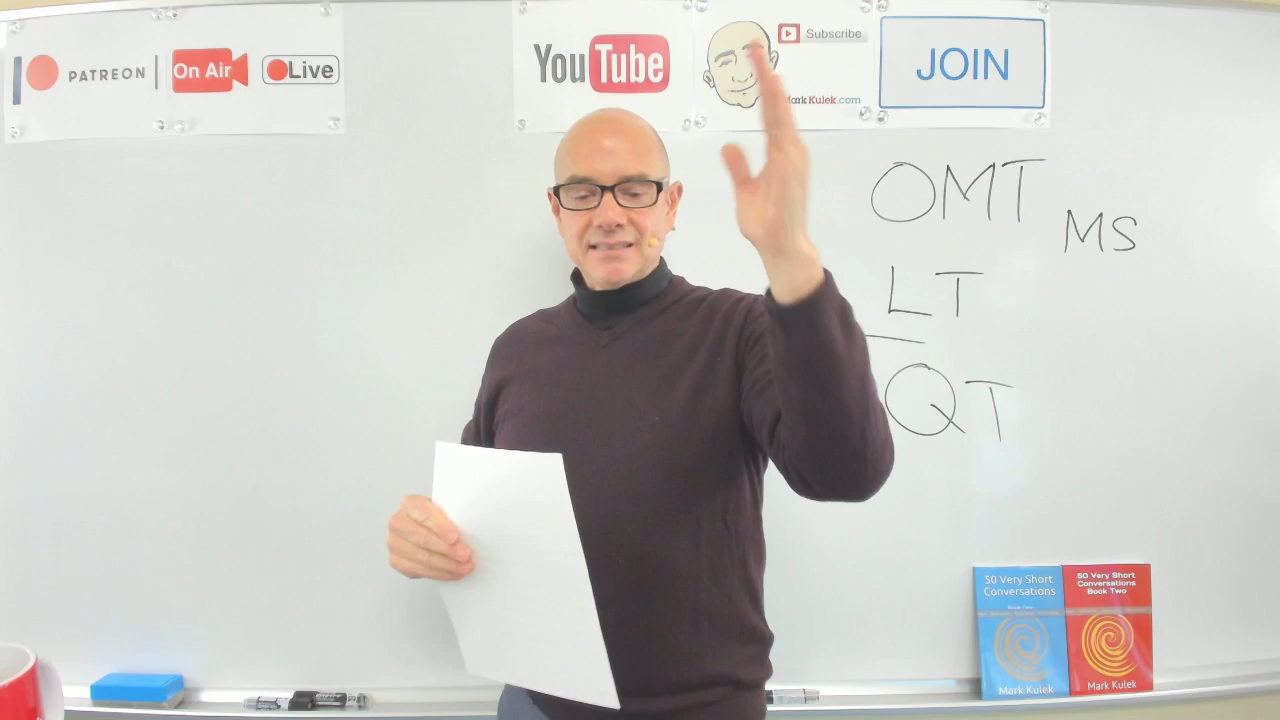 PATREON
On Air
Live
YouTube
Subscribe
MarkKulek.com
JOIN
OMT
MS
LT
QT
50 Very Short
Conversations
Mark Kulek
50 Very Short
Conversations
Book Two
Mark Kulek